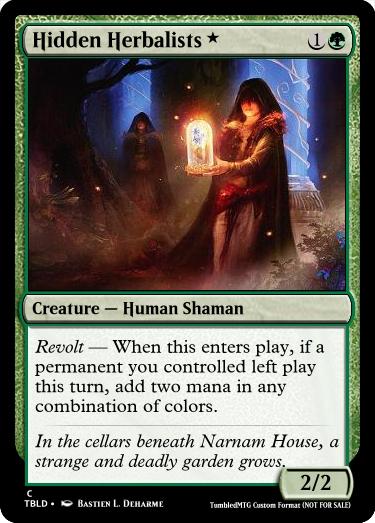 Hidden Herbalists ★ 1
Creature — Human Shaman
Revolt — When this enters play, if a
permanent you controlled left play
this turn, add two mana in any
combination of colors.
In the cellars beneath Narnam House, a
strange and deadly garden grows.
2/2
C
TBLD • Bastien L. Deharme
TumbledMTG Custom Format (NOT FOR SALE)